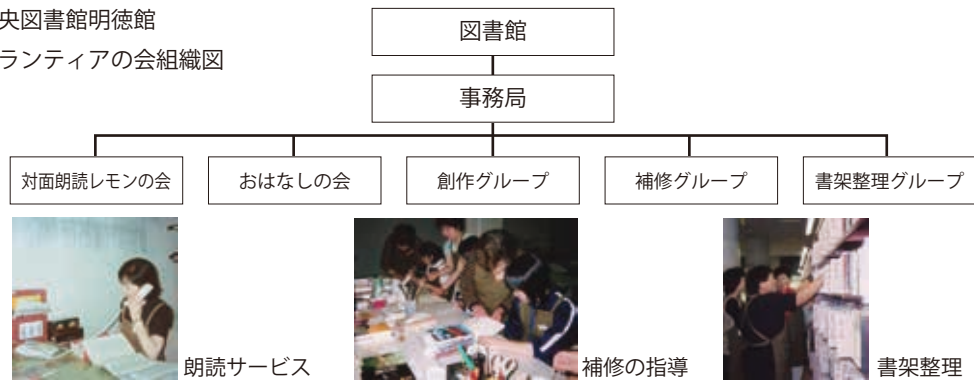 央図書館明徳館
ランティアの会組織図
図書館
事務局
対面朗読レモンの会
おはなしの会
創作グループ
補修グループ
書架整理グループ
朗読サービス
補修の指導
書架整理